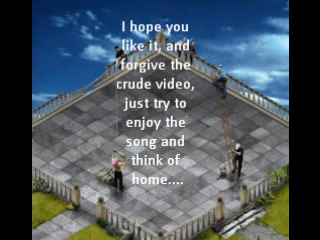 I hope you
like it, and
forgive the
crude video,
just try to
enjoy the
song and
think of
home....